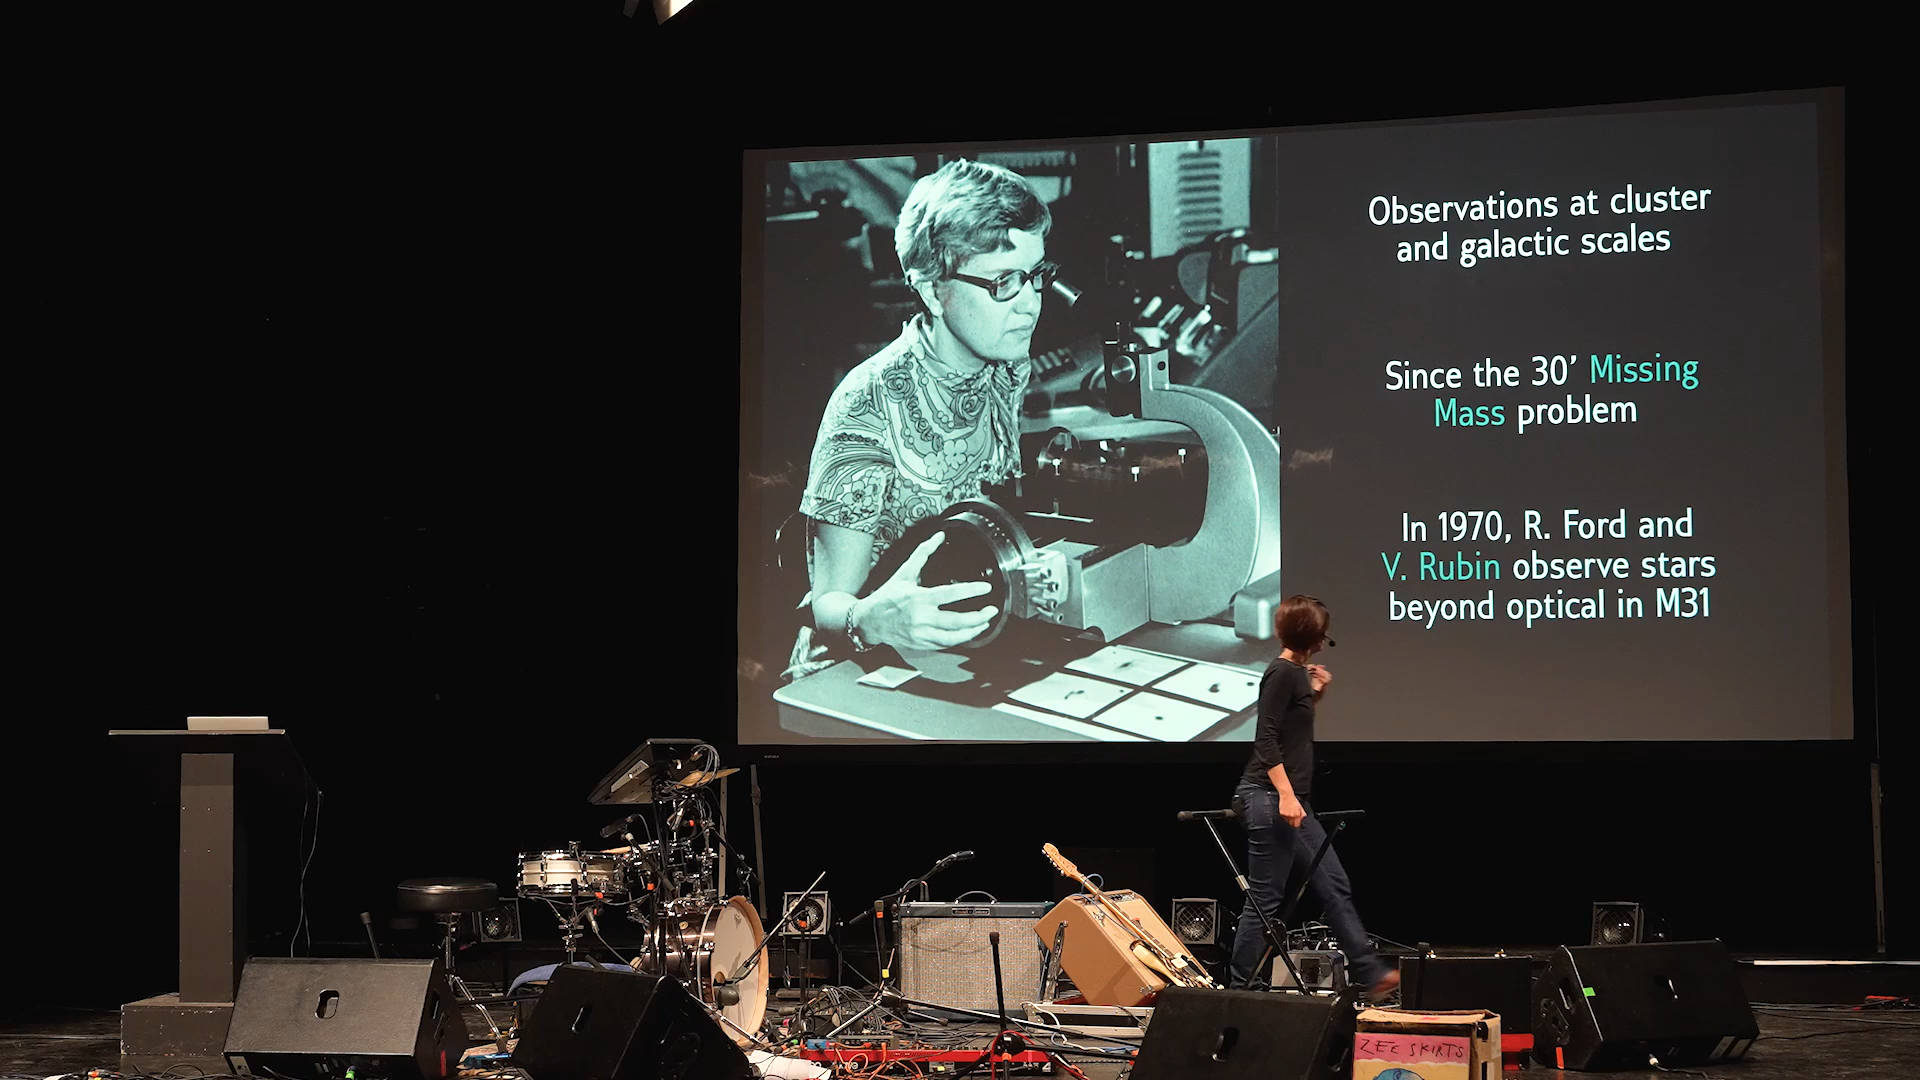 Observations at cluster
and galactic scales
Since the 30’ Missing
Mass problem
In 1970, R. Ford and
V. Rubin observe stars
beyond optical in M31
ZEE SKIRTS